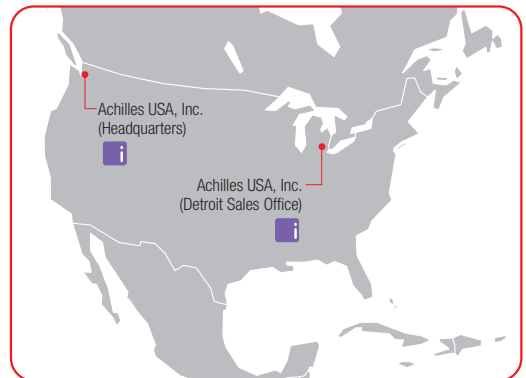 Achilles USA, Inc.
(Headquarters)
i
Achilles USA, Inc.
(Detroit Sales Office)
i